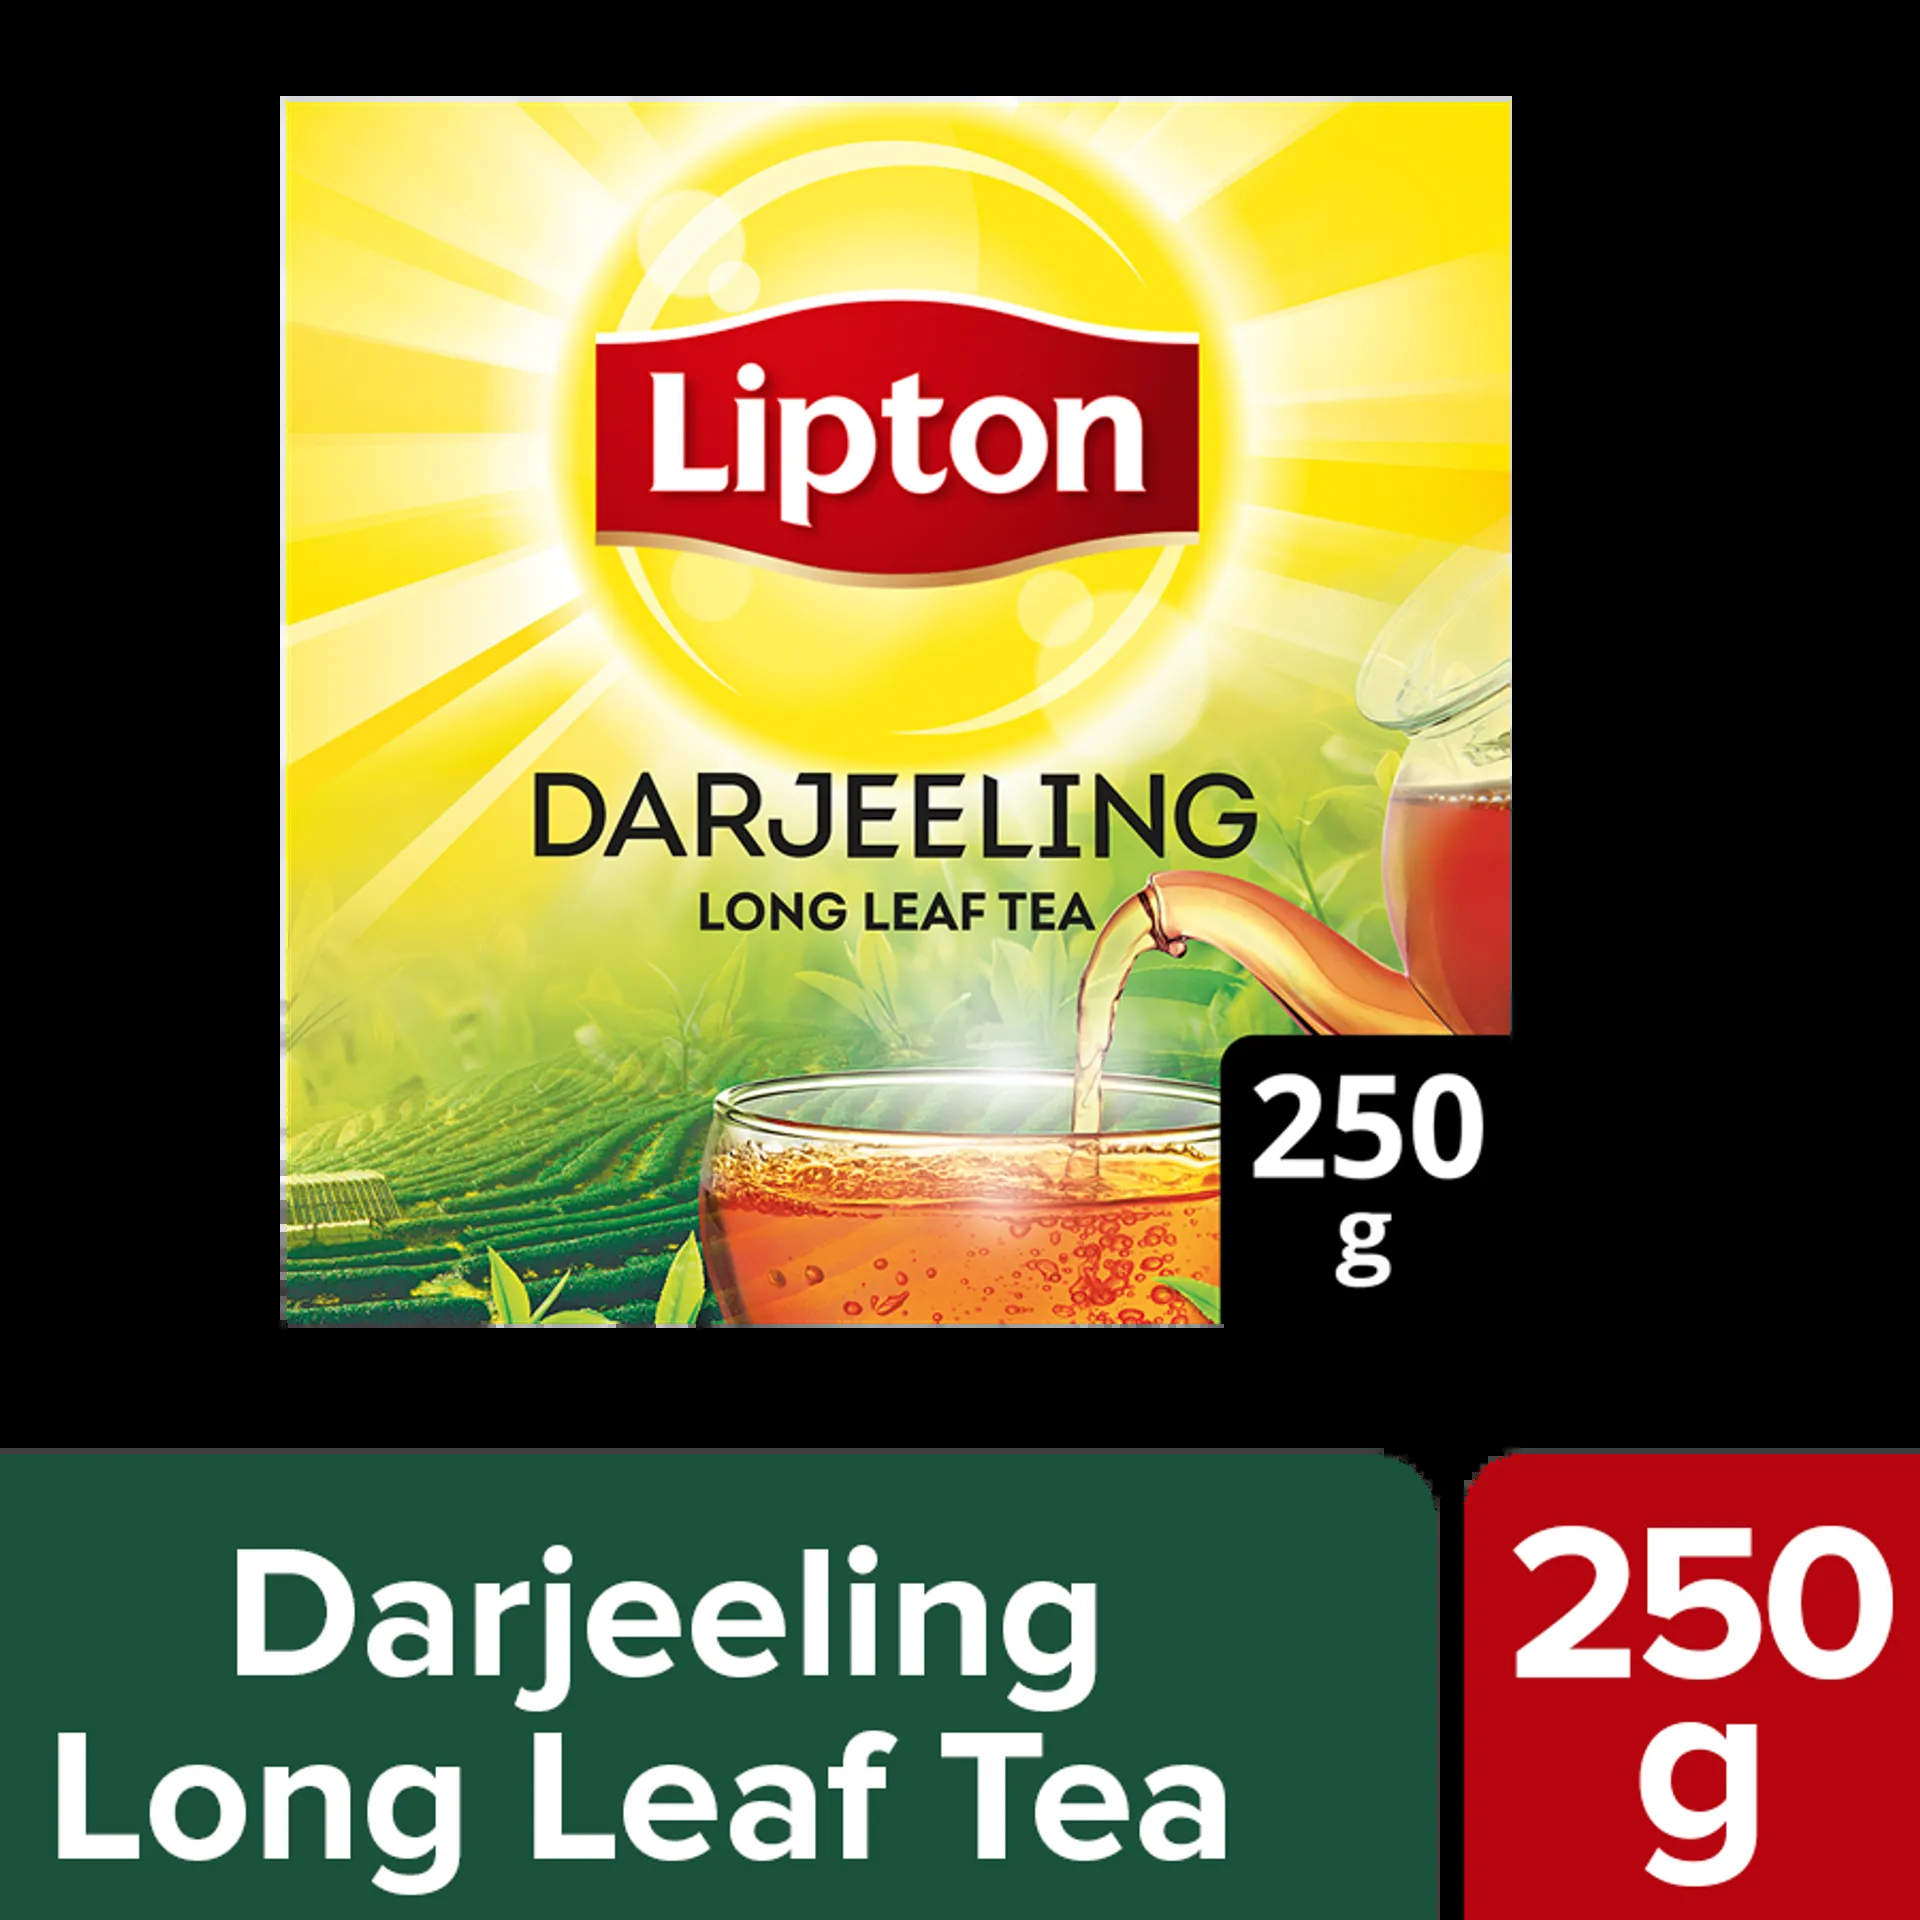 Lipton
DARJEELING
LONG LEAF TEA
250
g
Darjeeling
Long Leaf Tea
250
g